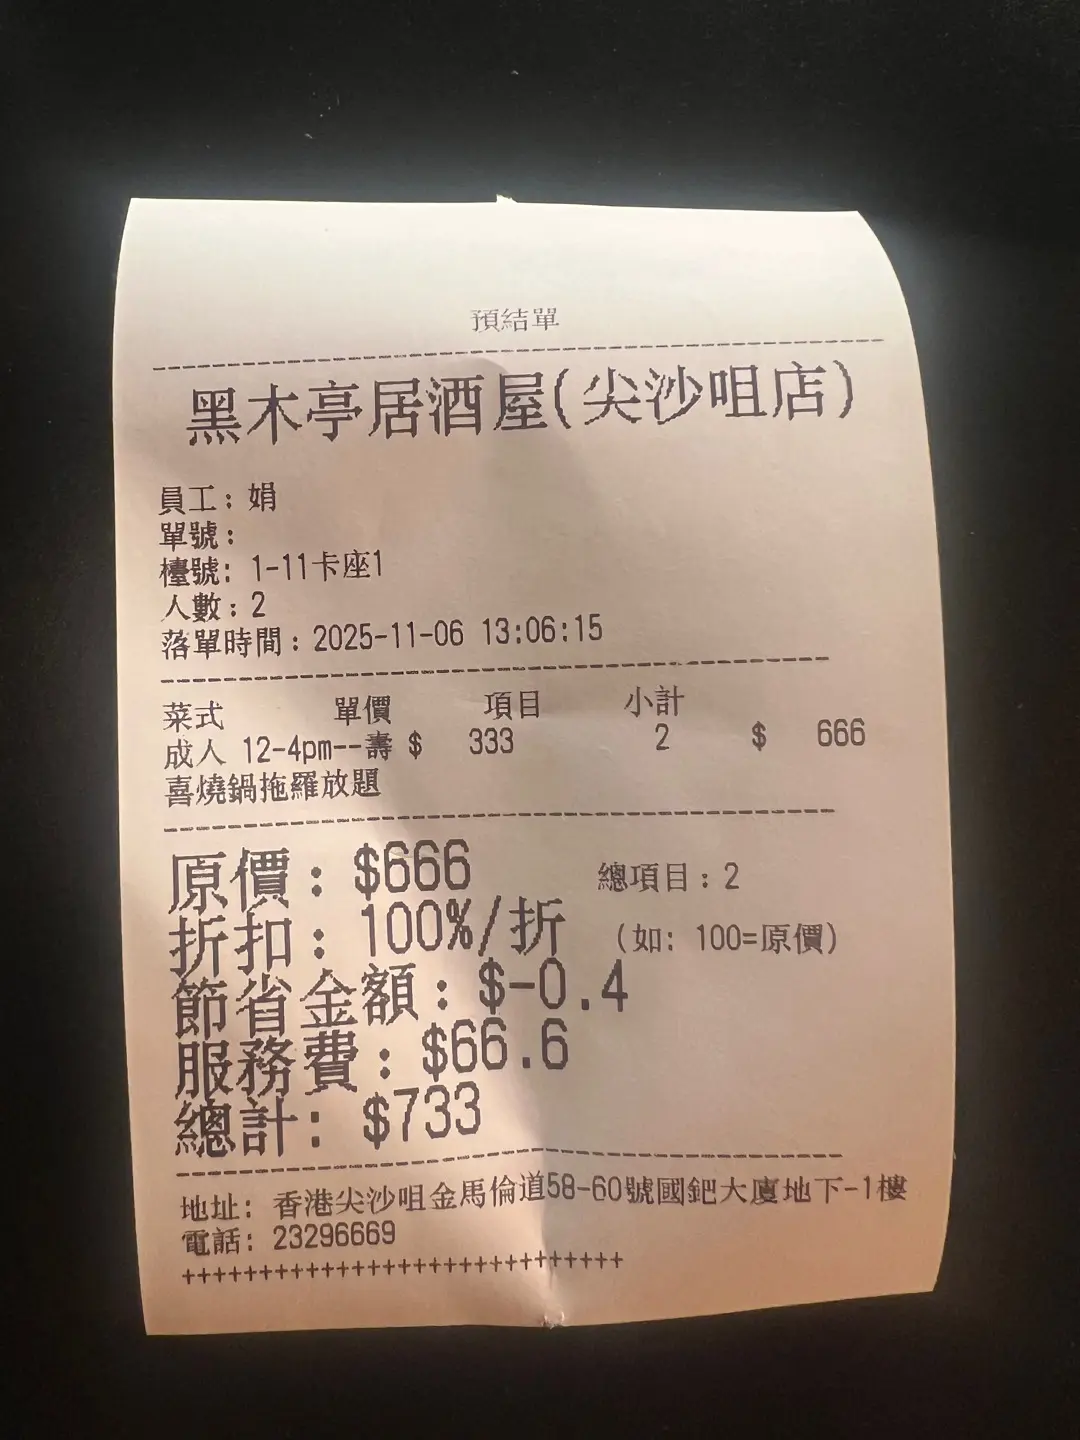 預結單
黑木亭居酒屋(尖沙咀店)
員工: 娟
單號:
檯號: 1-11卡座1
人數: 2
落單時間: 2025-11-06 13:06:15
菜式 單價 項目 小計
成人 12-4pm--壽 $ 333 2 $ 666
喜燒鍋拖羅放題
原價: $666 總項目: 2
折扣: 100%/折 (如: 100=原價)
節省金額: $-0.4
服務費: $66.6
總計: $733
地址: 香港尖沙咀金馬倫道58-60號國鈀大廈地下-1樓
電話: 23296669
+++++++++++++++++++++++++++++